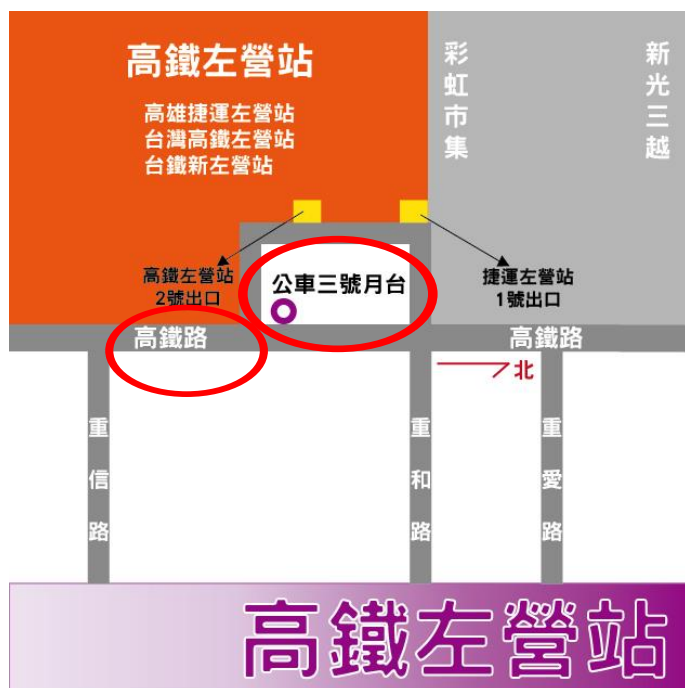 高鐵左營站
高雄捷運左營站
台灣高鐵左營站
台鐵新左營站
彩虹市集
新光三越
高鐵左營站
2號出口
公車三號月台
捷運左營站
1號出口
高鐵路
高鐵路
北
重信路
重和路
重愛路
高鐵左營站